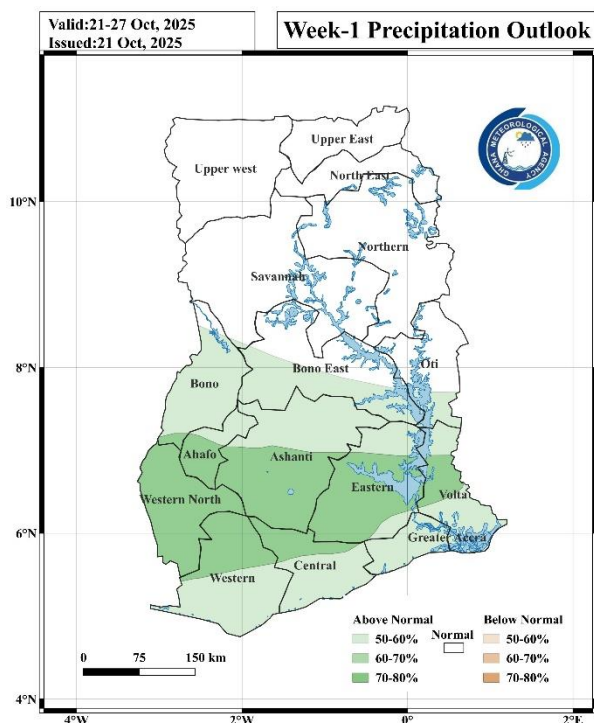 Valid:21-27 Oct, 2025
Issued:21 Oct, 2025
Week-1 Precipitation Outlook
GHANA METEOROLOGICAL AGENCY
Upper East
Upper west
North East
10°N
Northern
Savannah
8°N
Bono East
Oti
Bono
Ahafo
Ashanti
Western North
Eastern
Volta
6°N
Greater Accra
Western
Central
Above Normal
Normal
Below Normal
50-60%
50-60%
60-70%
60-70%
70-80%
70-80%
0 75 150 km
4°N
4°W
2°W
0°
2°E